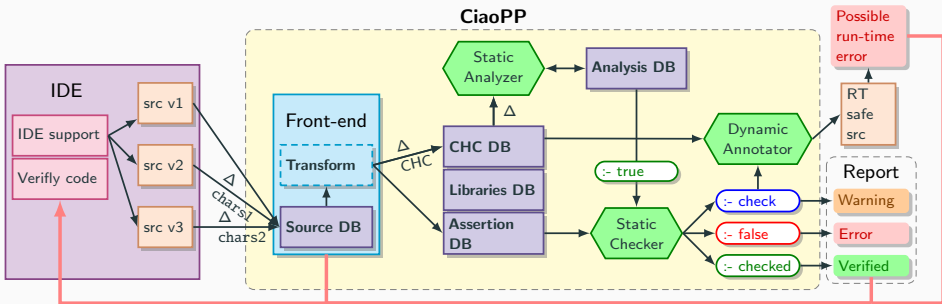 CiaoPP
Possible
run-time
error
Static
Analyzer
Analysis DB
IDE
src v1
IDE support
src v2
Verifly code
src v3
Δ
chars1
Δ
chars2
Front-end
Transform
Source DB
Δ
CHC
Δ
CHC DB
Libraries DB
Assertion
DB
:- true
Static
Checker
Dynamic
Annotator
RT
safe
src
:- check
:- false
:- checked
Report
Warning
Error
Verified